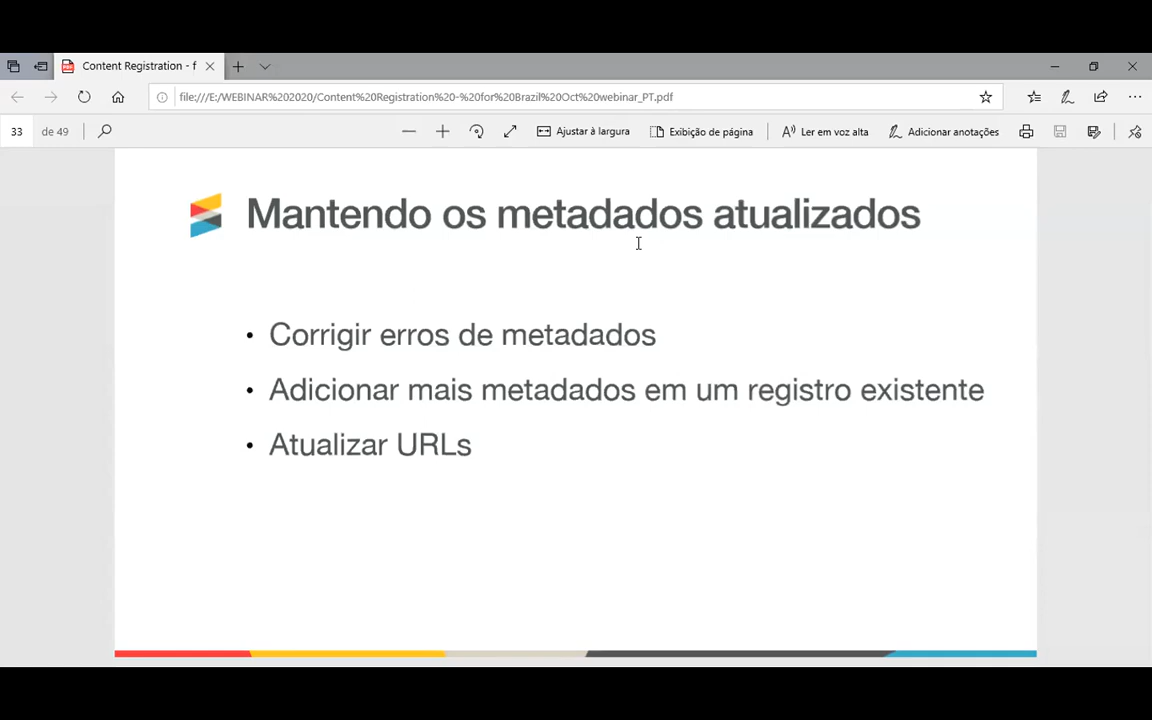 Content Registration - f
file:///E:/WEBINAR%202020/Content%20Registration%20-%20for%20Brazil%20Oct%20webinar_PT.pdf
33 de 49
Ajustar à largura
Exibição de página
Ler em voz alta
Adicionar anotações
Mantendo os metadados atualizados
• Corrigir erros de metadados
• Adicionar mais metadados em um registro existente
• Atualizar URLs